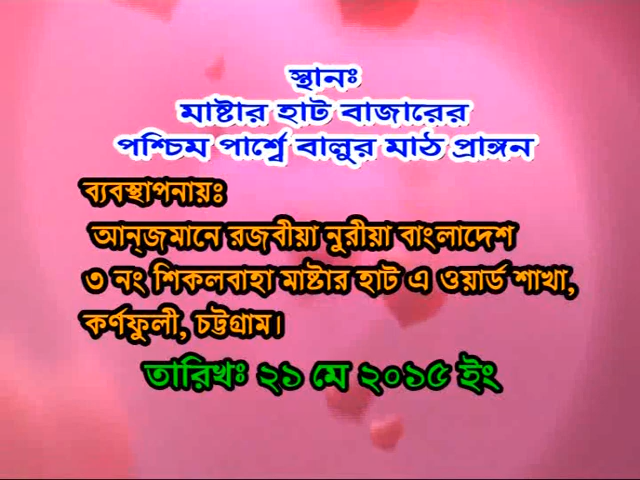 স্থানঃ
মাষ্টার হাট বাজারের
পশ্চিম পার্শ্বে বালুর মাঠ প্রাঙ্গন
ব্যবস্থাপনায়ঃ
আন্জমানে রজবীয়া নুরীয়া বাংলাদেশ
৩ নং শিকলবাহা মাষ্টার হাট এ ওয়ার্ড শাখা,
কর্ণফুলী, চট্টগ্রাম।
তারিখঃ ২১ মে ২০১৫ ইং